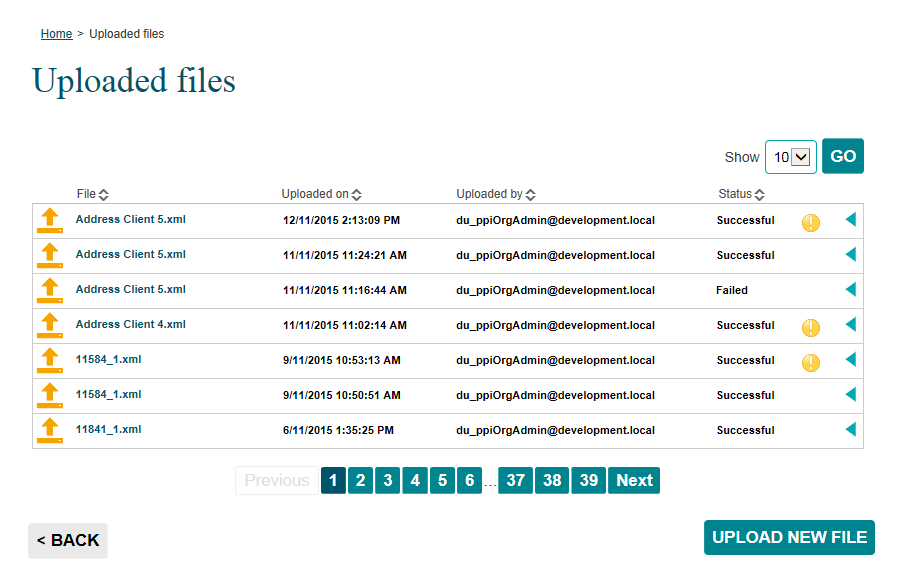 Home > Uploaded files
Uploaded files
Show 10 GO
File Uploaded on Uploaded by Status
Address Client 5.xml 12/11/2015 2:13:09 PM du_ppiOrgAdmin@development.local Successful
Address Client 5.xml 11/11/2015 11:24:21 AM du_ppiOrgAdmin@development.local Successful
Address Client 5.xml 11/11/2015 11:16:44 AM du_ppiOrgAdmin@development.local Failed
Address Client 4.xml 11/11/2015 11:02:14 AM du_ppiOrgAdmin@development.local Successful
11584_1.xml 9/11/2015 10:53:13 AM du_ppiOrgAdmin@development.local Successful
11584_1.xml 9/11/2015 10:50:51 AM du_ppiOrgAdmin@development.local Successful
11841_1.xml 6/11/2015 1:35:25 PM du_ppiOrgAdmin@development.local Successful
Previous 1 2 3 4 5 6 ... 37 38 39 Next
< BACK UPLOAD NEW FILE